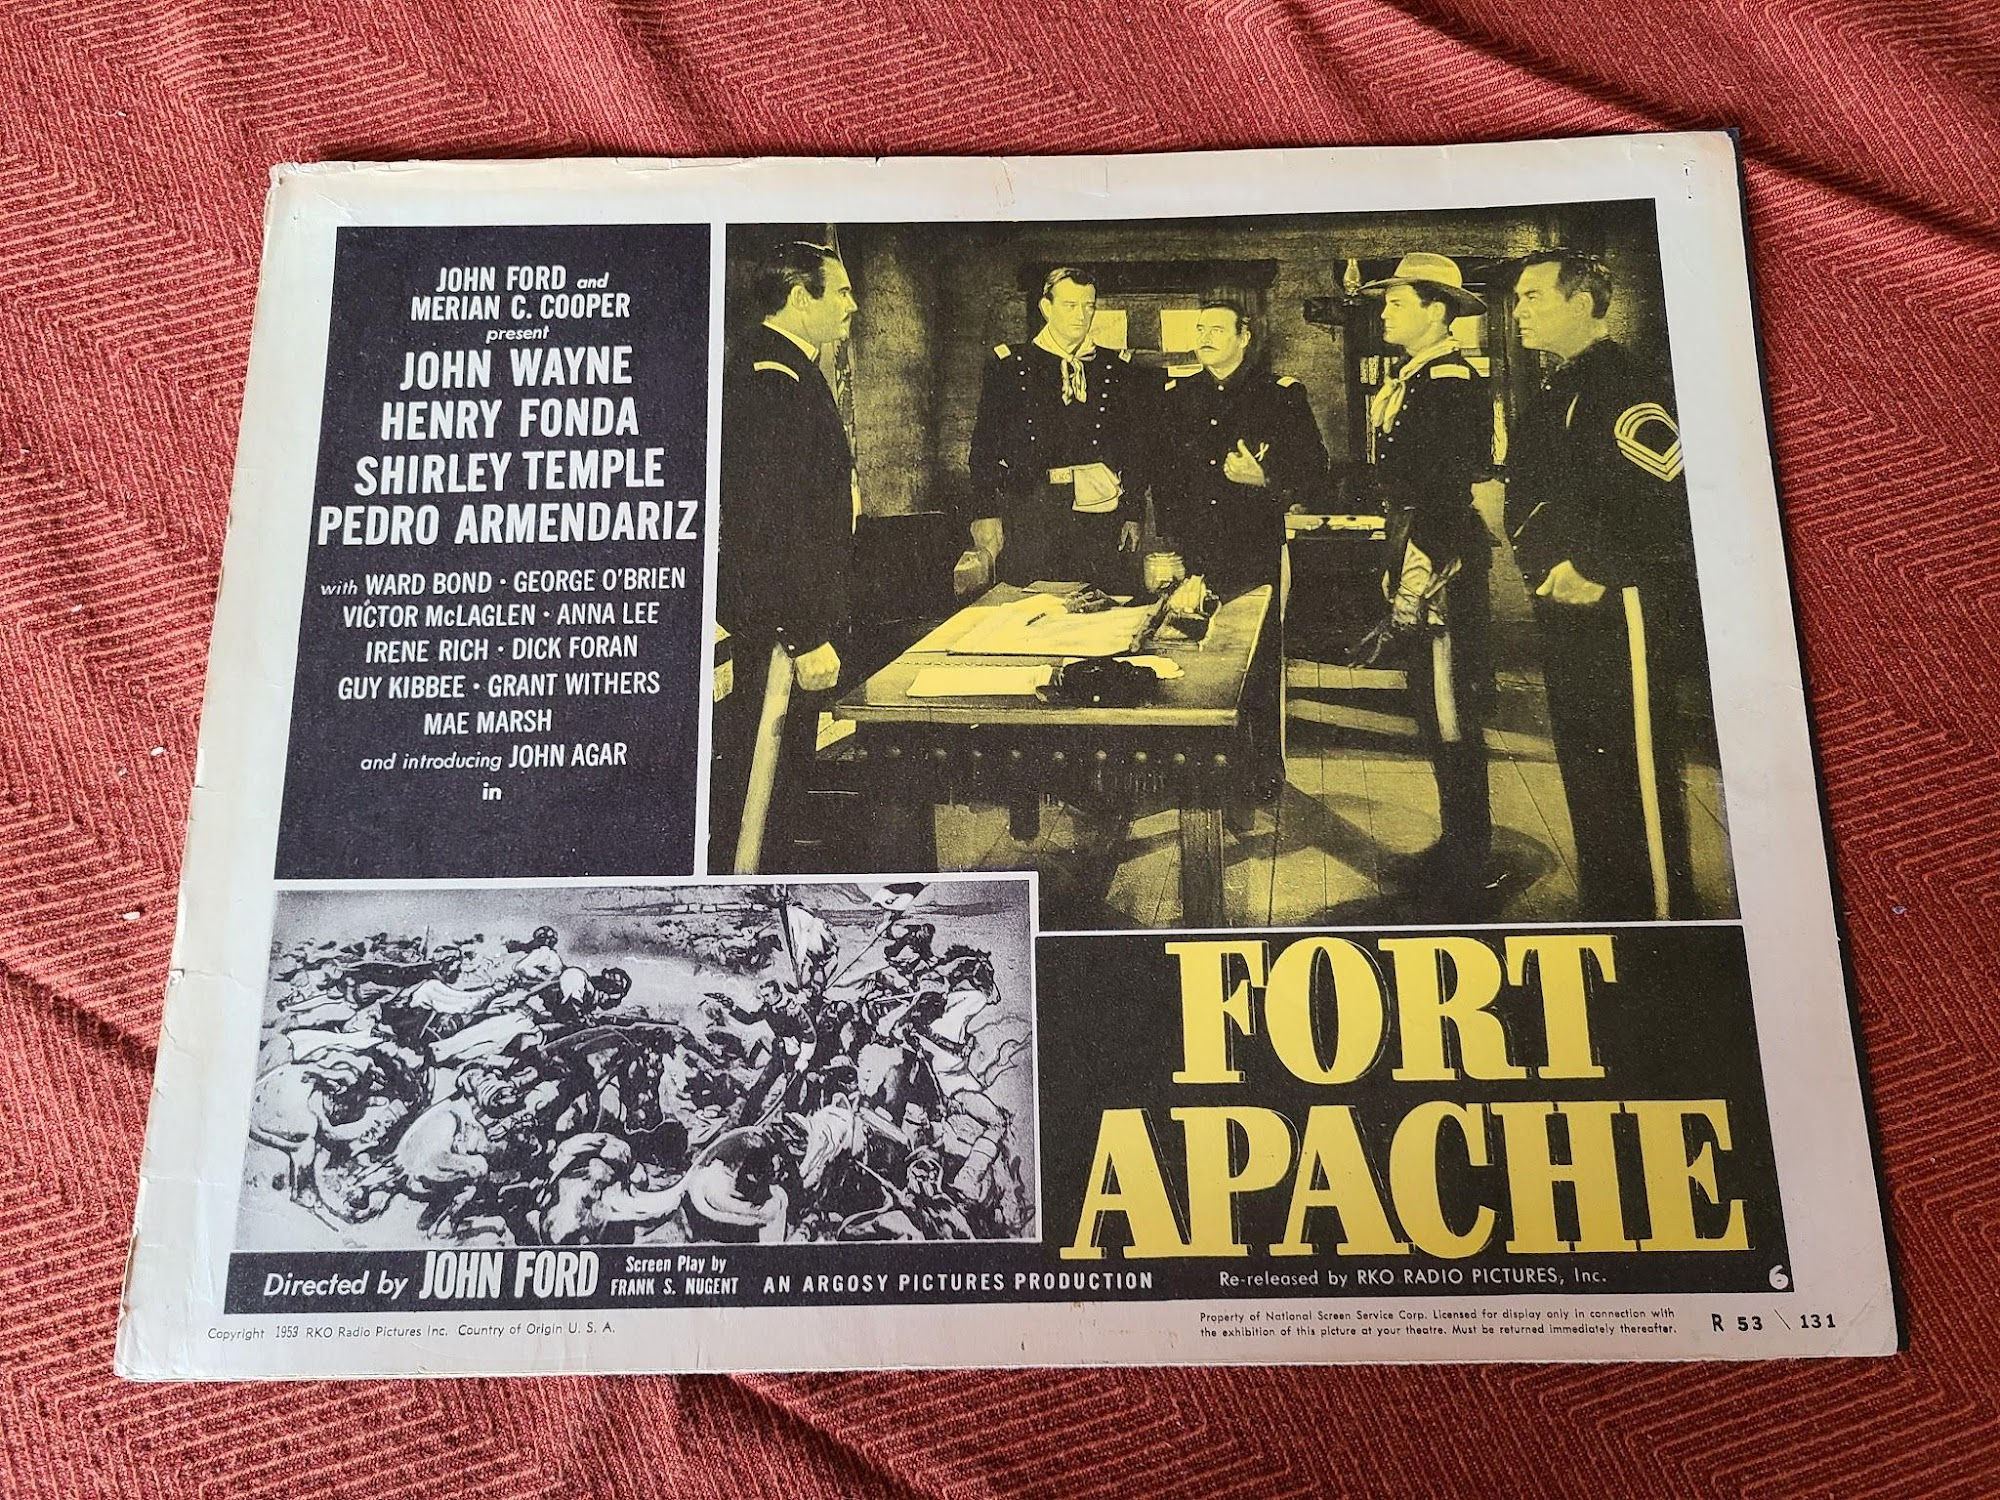 JOHN FORD and
MERIAN C. COOPER
present
JOHN WAYNE
HENRY FONDA
SHIRLEY TEMPLE
PEDRO ARMENDARIZ
with WARD BOND · GEORGE O'BRIEN
VICTOR McLAGLEN · ANNA LEE
IRENE RICH · DICK FORAN
GUY KIBBEE · GRANT WITHERS
MAE MARSH
and introducing JOHN AGAR
in
FORT
APACHE
Directed by JOHN FORD
Screen Play by
FRANK S. NUGENT
AN ARGOSY PICTURES PRODUCTION
Re-released by RKO RADIO PICTURES, Inc.
6
Copyright 1953 RKO Radio Pictures Inc. Country of Origin U. S. A.
Property of National Screen Service Corp. Licensed for display only in connection with
the exhibition of this picture at your theatre. Must be returned immediately thereafter.
R 53 \ 131